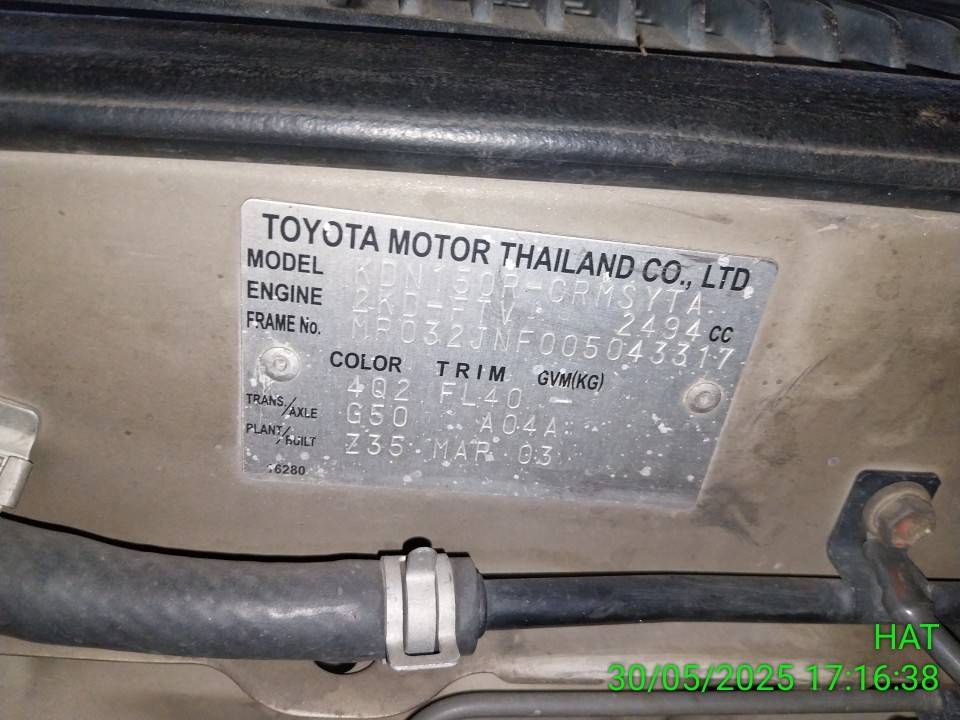 TOYOTA MOTOR THAILAND CO., LTD
MODEL KDN150R-CRMSYTA
ENGINE 2KD-FTV 2494 CC
FRAME No. MR032JNF005043317
COLOR TRIM GVM(KG)
4Q2 FL40 -
TRANS./AXLE G50 A04A
PLANT/BUILT Z35 MAR 03
16280
HAT
30/05/2025 17:16:38